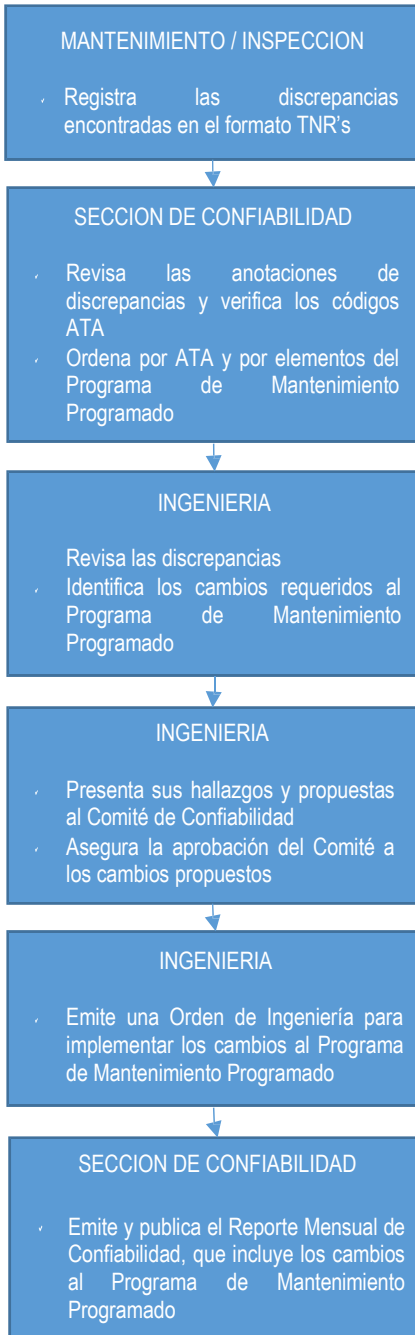 MANTENIMIENTO / INSPECCION
✓ Registra las discrepancias
encontradas en el formato TNR's
SECCION DE CONFIABILIDAD
✓ Revisa las anotaciones de
discrepancias y verifica los códigos
ATA
✓ Ordena por ATA y por elementos del
Programa de Mantenimiento
Programado
INGENIERIA
Revisa las discrepancias
✓ Identifica los cambios requeridos al
Programa de Mantenimiento
Programado
INGENIERIA
✓ Presenta sus hallazgos y propuestas
al Comité de Confiabilidad
✓ Asegura la aprobación del Comité a
los cambios propuestos
INGENIERIA
✓ Emite una Orden de Ingeniería para
implementar los cambios al Programa
de Mantenimiento Programado
SECCION DE CONFIABILIDAD
✓ Emite y publica el Reporte Mensual de
Confiabilidad, que incluye los cambios
al Programa de Mantenimiento
Programado